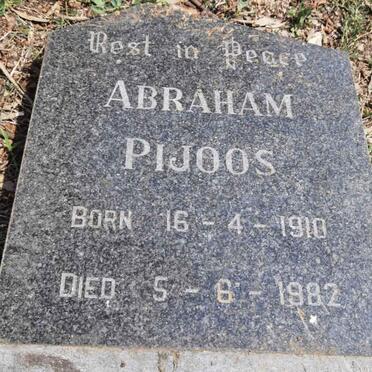 Rest in Peace
ABRAHAM
PIJOOS
BORN 16 - 4 - 1910
DIED 5 - 6 - 1982